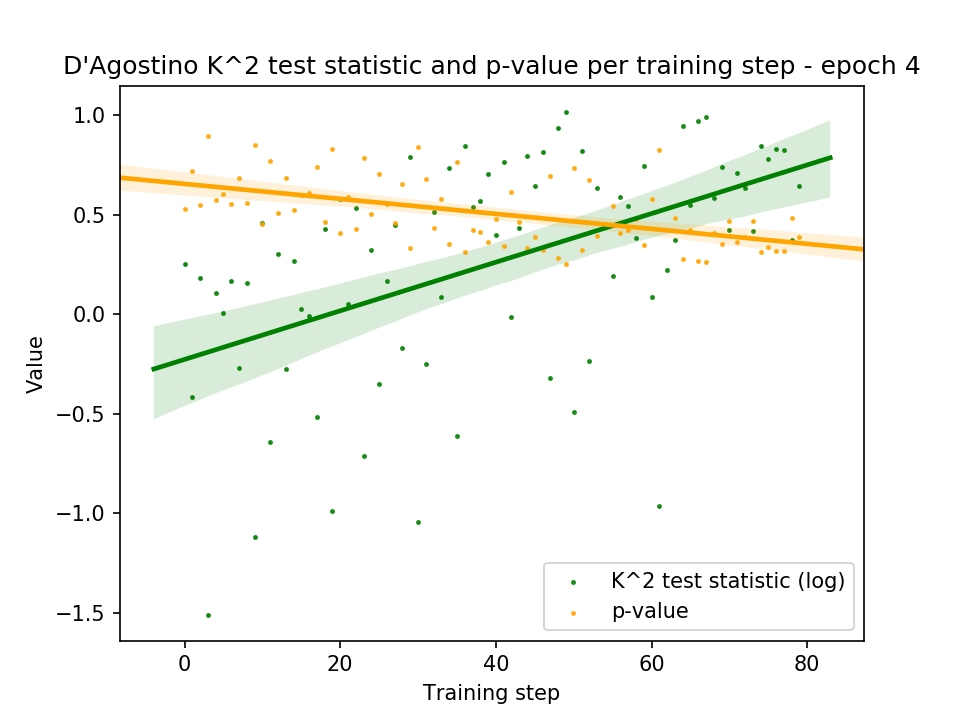 D'Agostino K^2 test statistic and p-value per training step - epoch 4
1.0
0.5
0.0
−0.5
−1.0
−1.5
Value
0 20 40 60 80
Training step
K^2 test statistic (log)
p-value